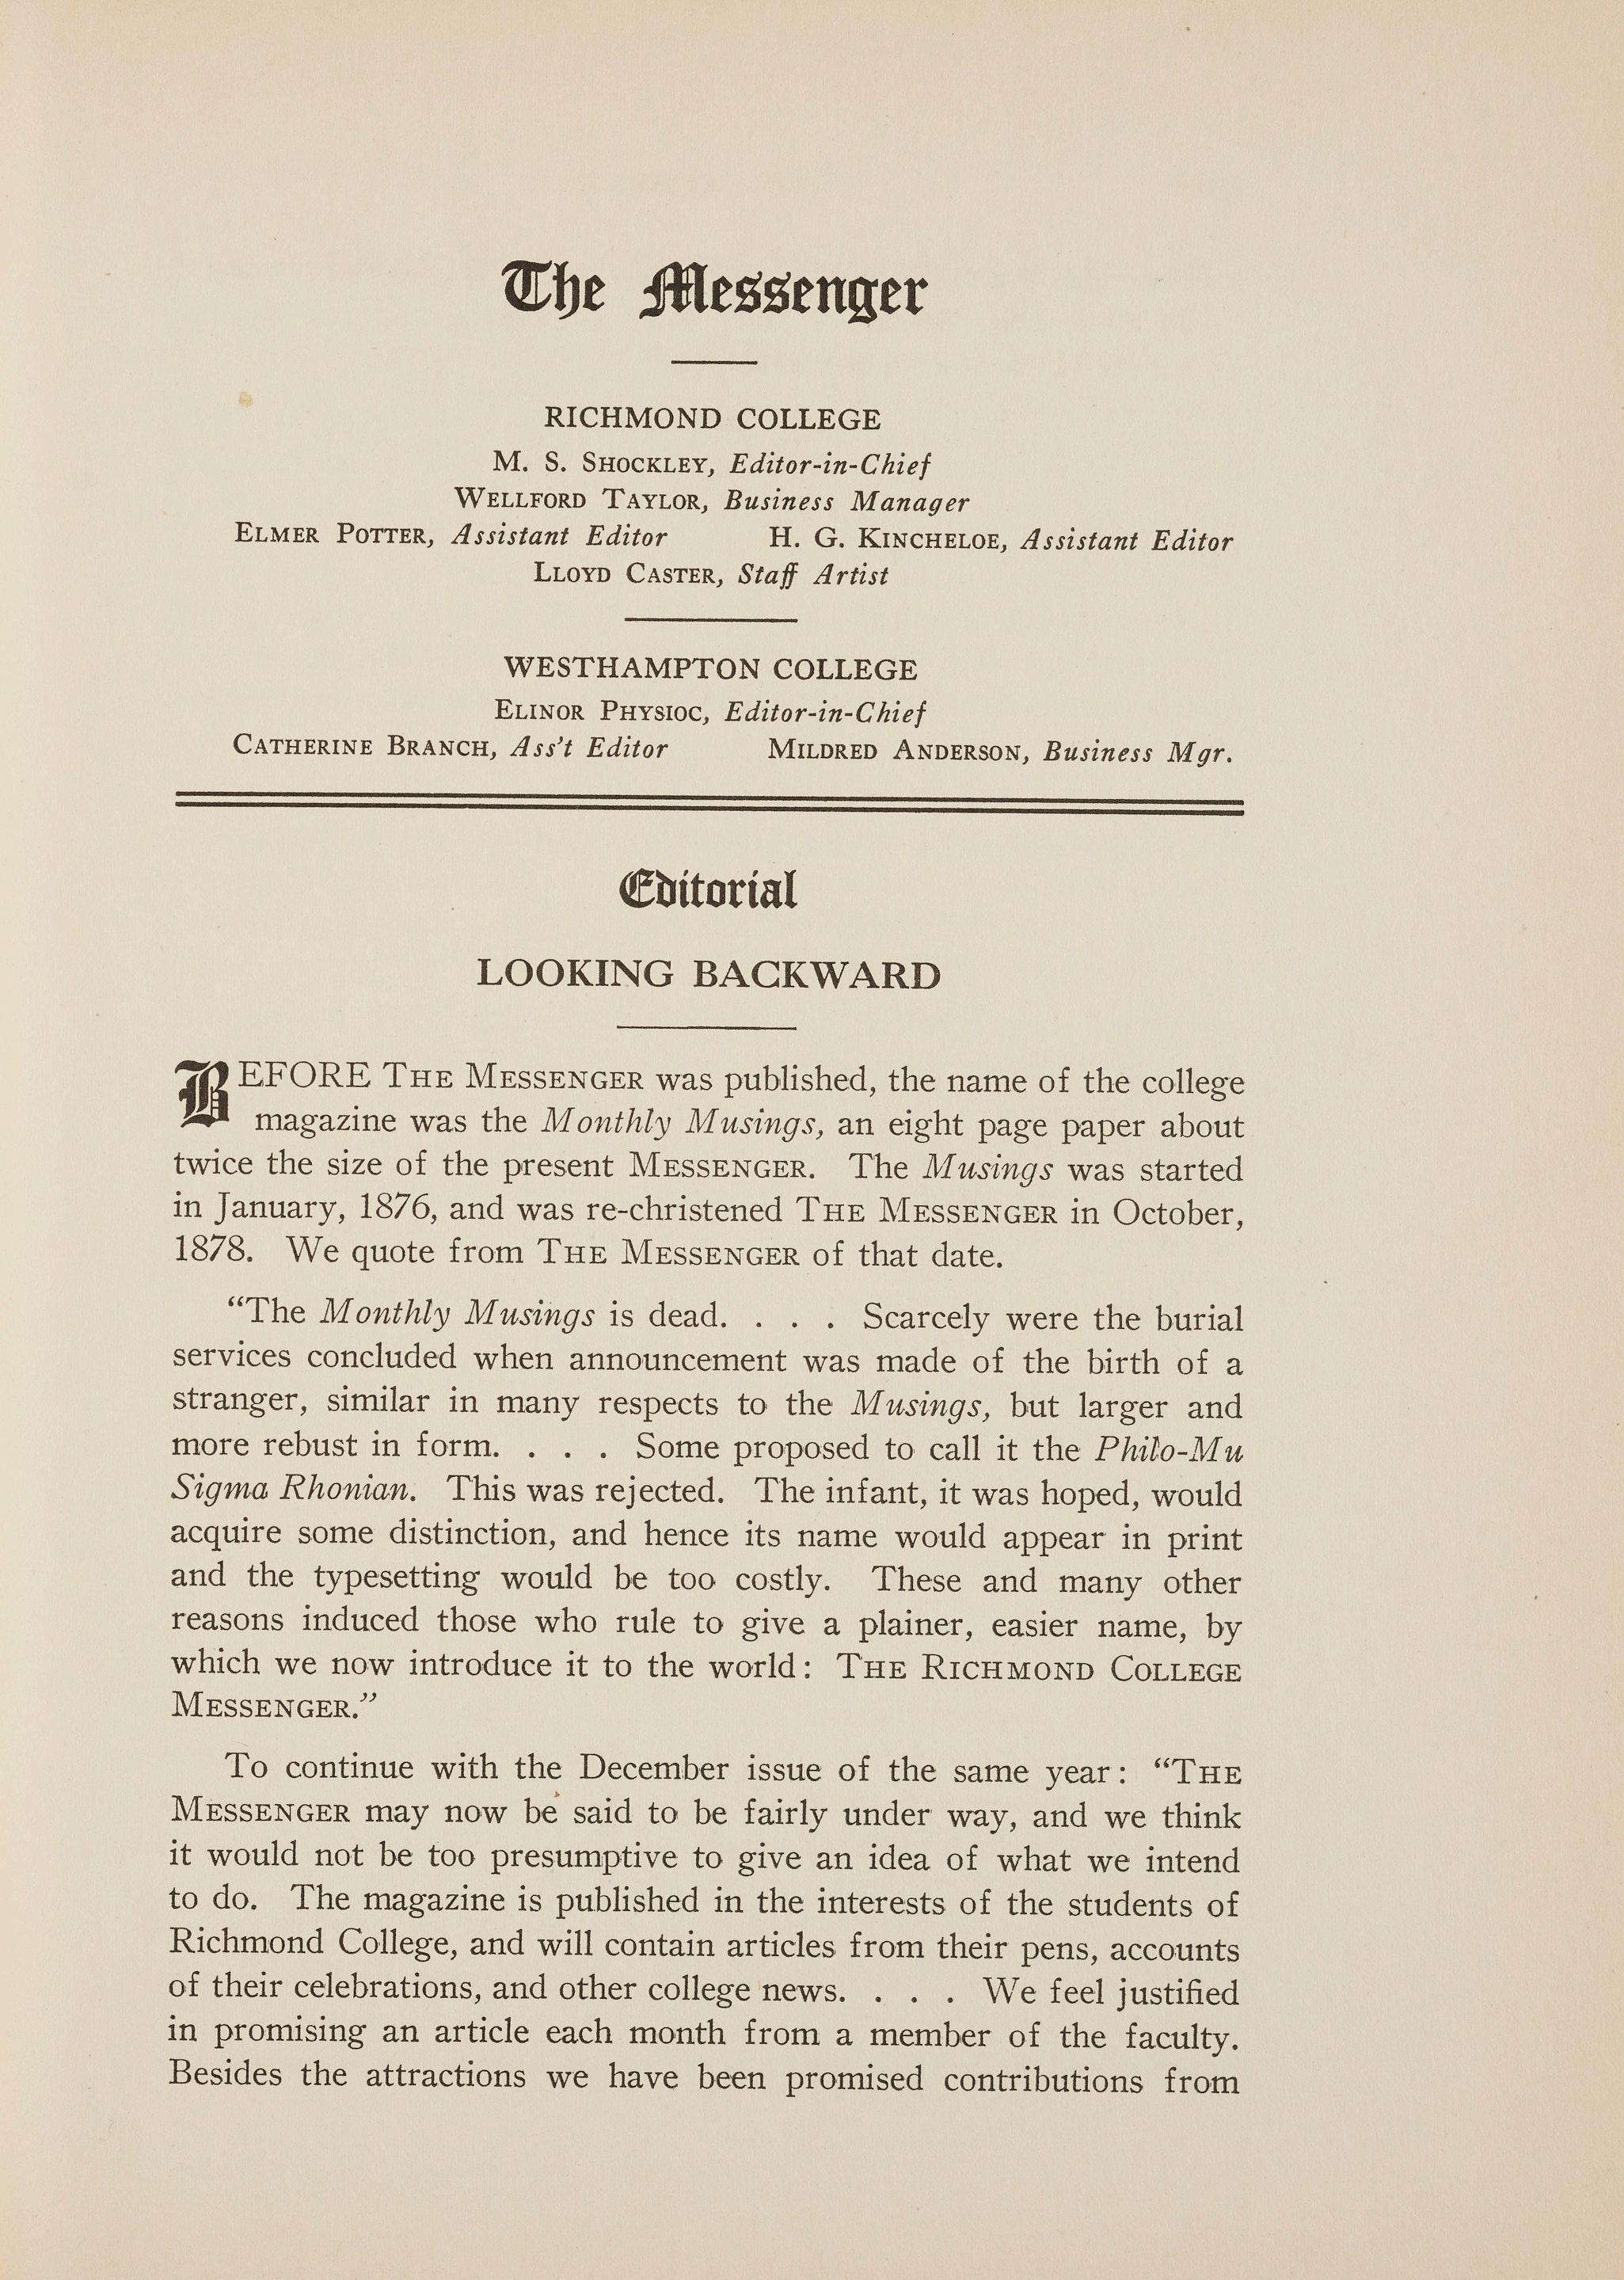 The Messenger
RICHMOND COLLEGE
M. S. SHOCKLEY, Editor-in-Chief
WELLFORD TAYLOR, Business Manager
ELMER POTTER, Assistant Editor H. G. KINCHELOE, Assistant Editor
LLOYD CASTER, Staff Artist
WESTHAMPTON COLLEGE
ELINOR PHYSIOC, Editor-in-Chief
CATHERINE BRANCH, Ass't Editor MILDRED ANDERSON, Business Mgr.
Editorial
LOOKING BACKWARD
BEFORE THE MESSENGER was published, the name of the college
magazine was the Monthly Musings, an eight page paper about
twice the size of the present MESSENGER. The Musings was started
in January, 1876, and was re-christened THE MESSENGER in October,
1878. We quote from THE MESSENGER of that date.
“The Monthly Musings is dead. . . . Scarcely were the burial
services concluded when announcement was made of the birth of a
stranger, similar in many respects to the Musings, but larger and
more rebust in form. . . . Some proposed to call it the Philo-Mu
Sigma Rhonian. This was rejected. The infant, it was hoped, would
acquire some distinction, and hence its name would appear in print
and the typesetting would be too costly. These and many other
reasons induced those who rule to give a plainer, easier name, by
which we now introduce it to the world: THE RICHMOND COLLEGE
MESSENGER.”
To continue with the December issue of the same year: “THE
MESSENGER may now be said to be fairly under way, and we think
it would not be too presumptive to give an idea of what we intend
to do. The magazine is published in the interests of the students of
Richmond College, and will contain articles from their pens, accounts
of their celebrations, and other college news. . . . We feel justified
in promising an article each month from a member of the faculty.
Besides the attractions we have been promised contributions from